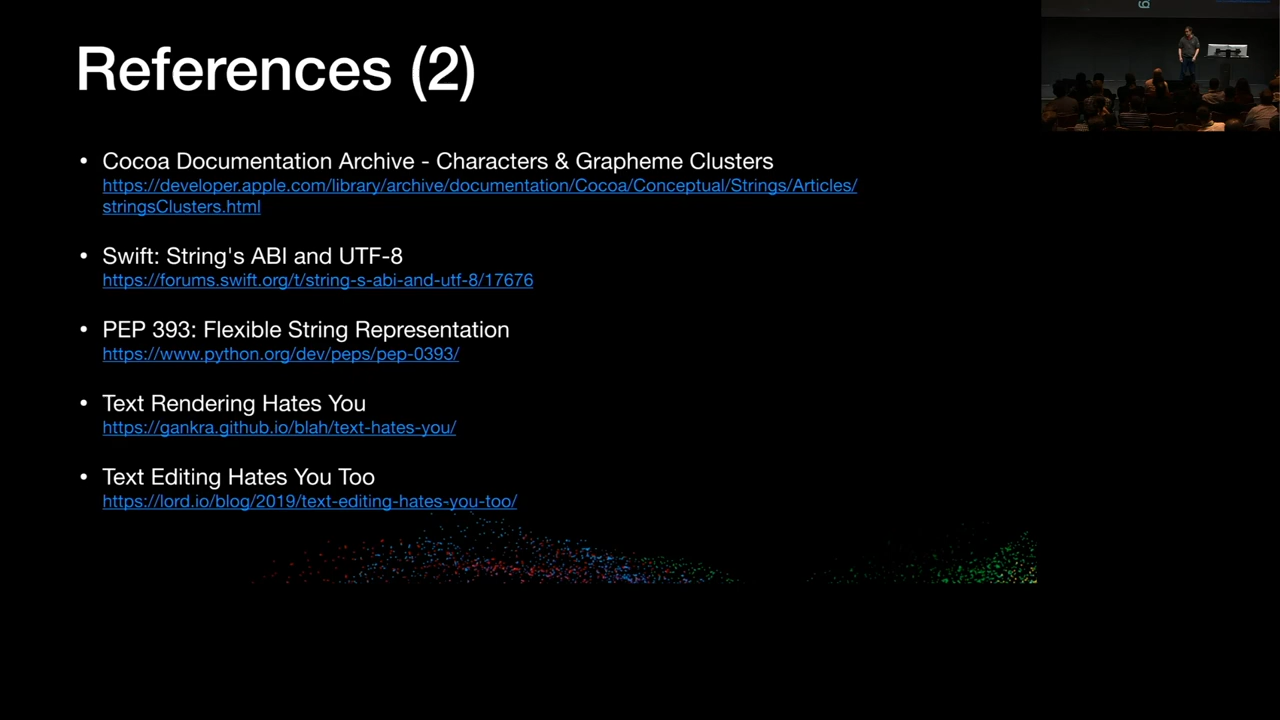 References (2)
• Cocoa Documentation Archive - Characters & Grapheme Clusters
https://developer.apple.com/library/archive/documentation/Cocoa/Conceptual/Strings/Articles/
stringsClusters.html
• Swift: String's ABI and UTF-8
https://forums.swift.org/t/string-s-abi-and-utf-8/17676
• PEP 393: Flexible String Representation
https://www.python.org/dev/peps/pep-0393/
• Text Rendering Hates You
https://gankra.github.io/blah/text-hates-you/
• Text Editing Hates You Too
https://lord.io/blog/2019/text-editing-hates-you-too/